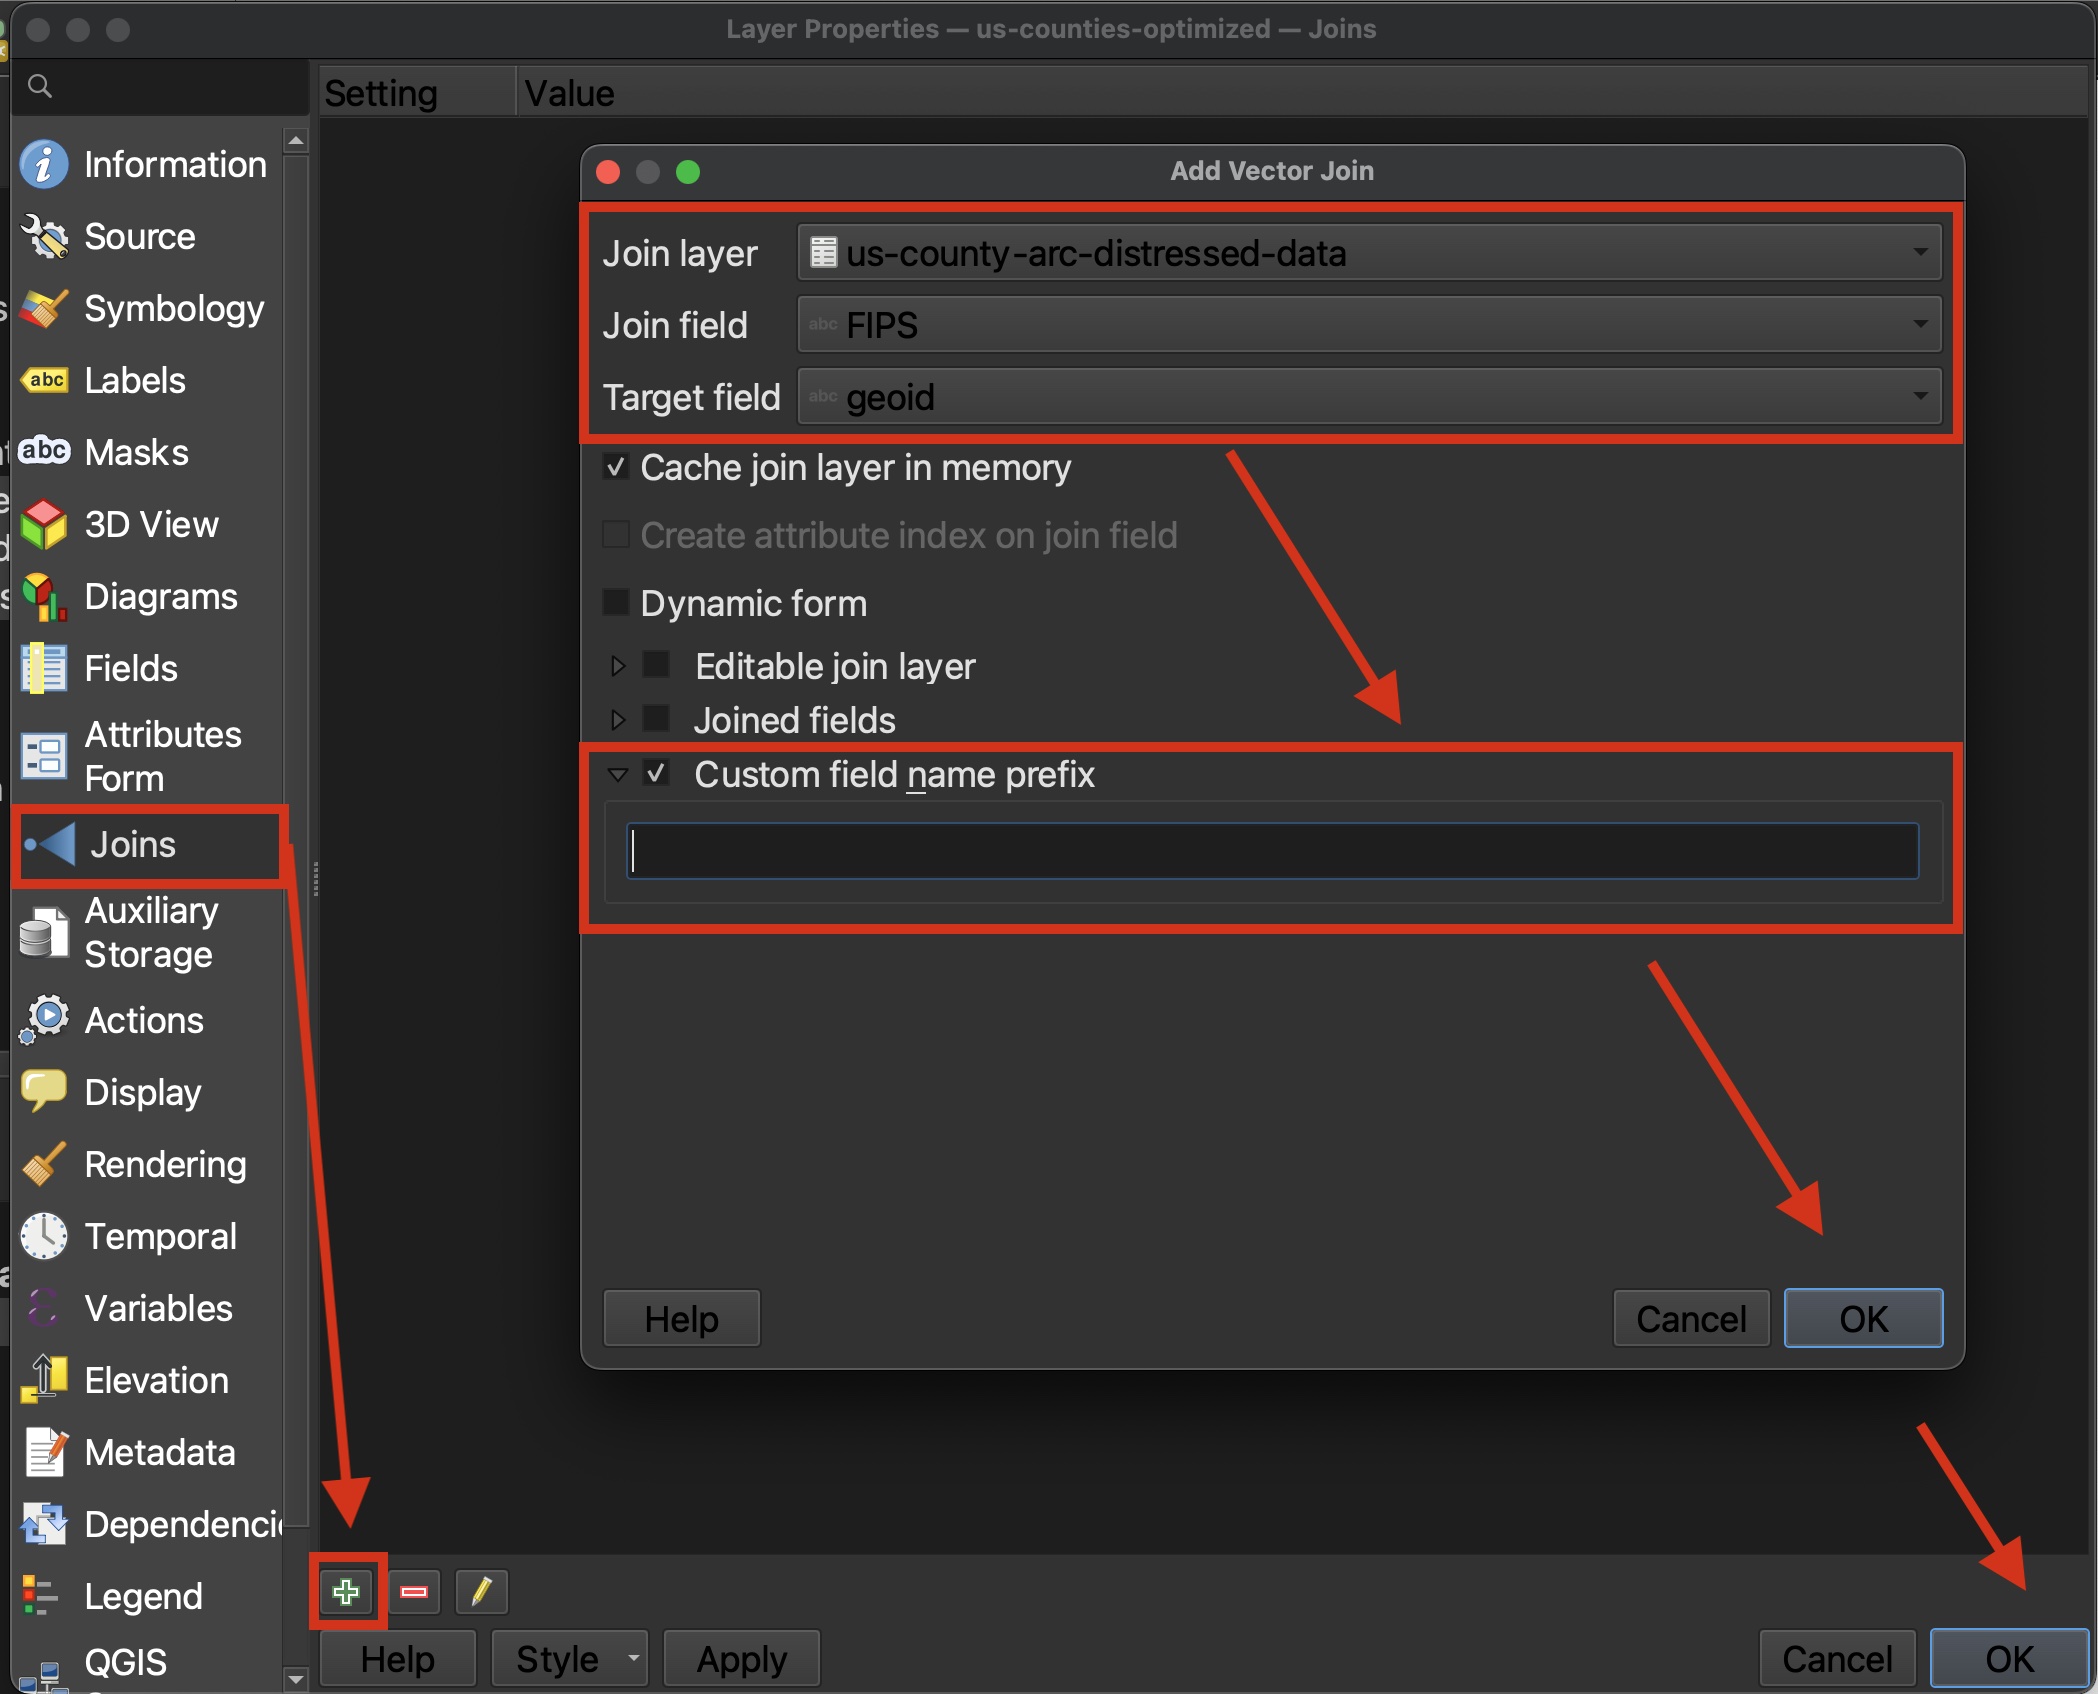 Layer Properties — us-counties-optimized — Joins
Setting Value
Information
Source
Symbology
abc Labels
abc Masks
3D View
Diagrams
Fields
Attributes
Form
Joins
Auxiliary
Storage
Actions
Display
Rendering
Temporal
Variables
Elevation
Metadata
Dependenci
Legend
QGIS
Add Vector Join
Join layer us-county-arc-distressed-data
Join field abc FIPS
Target field abc geoid
Cache join layer in memory
Create attribute index on join field
Dynamic form
Editable join layer
Joined fields
Custom field name prefix
Help Cancel OK
Help Style Apply Cancel OK